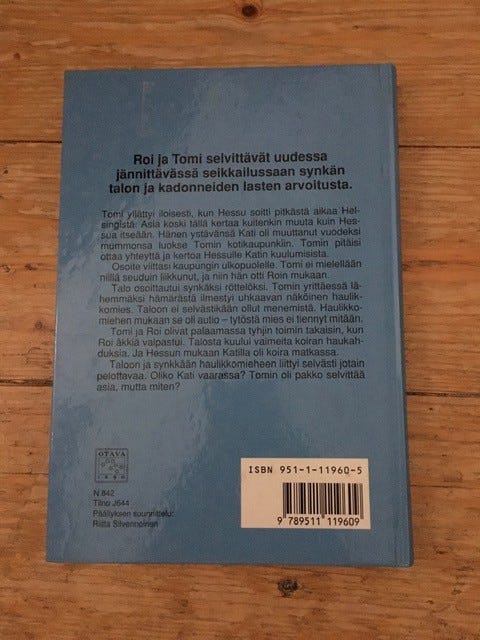 Roi ja Tomi selvittävät uudessa
jännittävässä seikkailussaan synkän
talon ja kadonneiden lasten arvoitusta.
Tomi yllättyi iloisesti, kun Hessu soitti pitkästä aikaa Hel-
singistä. Asia koski tällä kertaa kuitenkin muuta kuin Hes-
sua itseään. Hänen ystävänsä Kati oli muuttanut vuodeksi
mummonsa luokse Tomin kotikaupunkiin. Tomin pitäisi
ottaa yhteyttä ja kertoa Hessulle Katin kuulumisista.
Osoite viittasi kaupungin ulkopuolelle. Tomi ei mielellään
niillä seuduin liikkunut, ja niin hän otti Roin mukaan.
Talo osoittautui synkäksi röttelöksi. Tomin yrittäessä lä-
hemmäksi hämärästä ilmestyi uhkaavan näköinen haulik-
komies. Taloon ei selvästikään ollut menemistä. Haulikko-
miehen mukaan se oli autio – tytöstä mies ei tiennyt mitään.
Tomi ja Roi olivat palaamassa tyhjin toimin takaisin, kun
Roi äkkiä valpastui. Talosta kuului vaimeita koiran haukah-
duksia. Ja Hessun mukaan Katilla oli koira matkassa.
Taloon ja synkkään haulikkomieheen liittyi selvästi jotain
pelottavaa. Oliko Kati vaarassa? Tomin oli pakko selvittää
asia, mutta miten?
OTAVA
1890
N 842
Tilno J644
Päällyksen suunnittelu:
Riitta Silvennoinen
ISBN 951-1-11960-5
9 789511 119609